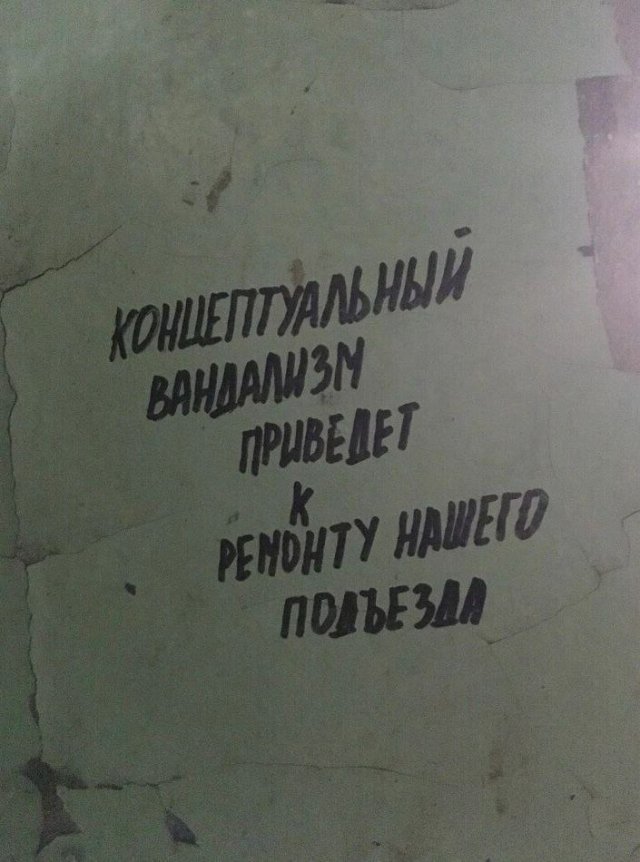 КОНЦЕПТУАЛЬНЫЙ
ВАНДАЛИЗМ
ПРИВЕДЕТ
К
РЕМОНТУ НАШЕГО
ПОДЪЕЗДА